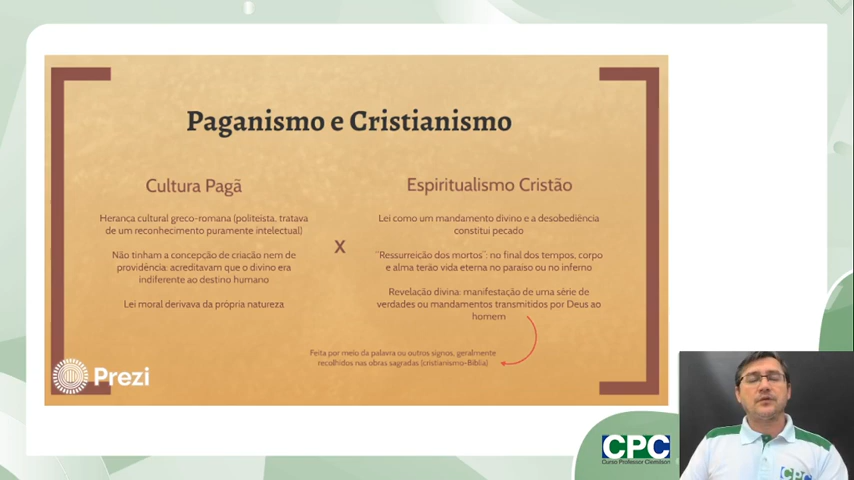 Paganismo e Cristianismo
Cultura Pagã
Herança cultural greco-romana (politeista, tratava
de um reconhecimento puramente intelectual)
Não tinham a concepção de criação nem de
providência: acreditavam que o divino era
indiferente ao destino humano
Lei moral derivava da própria natureza
X
Espiritualismo Cristão
Lei como um mandamento divino e a desobediência
constitui pecado
"Ressurreição dos mortos": no final dos tempos, corpo
e alma terão vida eterna no paraiso ou no inferno
Revelação divina: manifestação de uma série de
verdades ou mandamentos transmitidos por Deus ao
homem
Feita por meio da palavra ou outros signos, geralmente
recolhidos nas obras sagradas (cristianismo-Bíblia)
Prezi
CPC
Curso Professor Clemilson
CPC